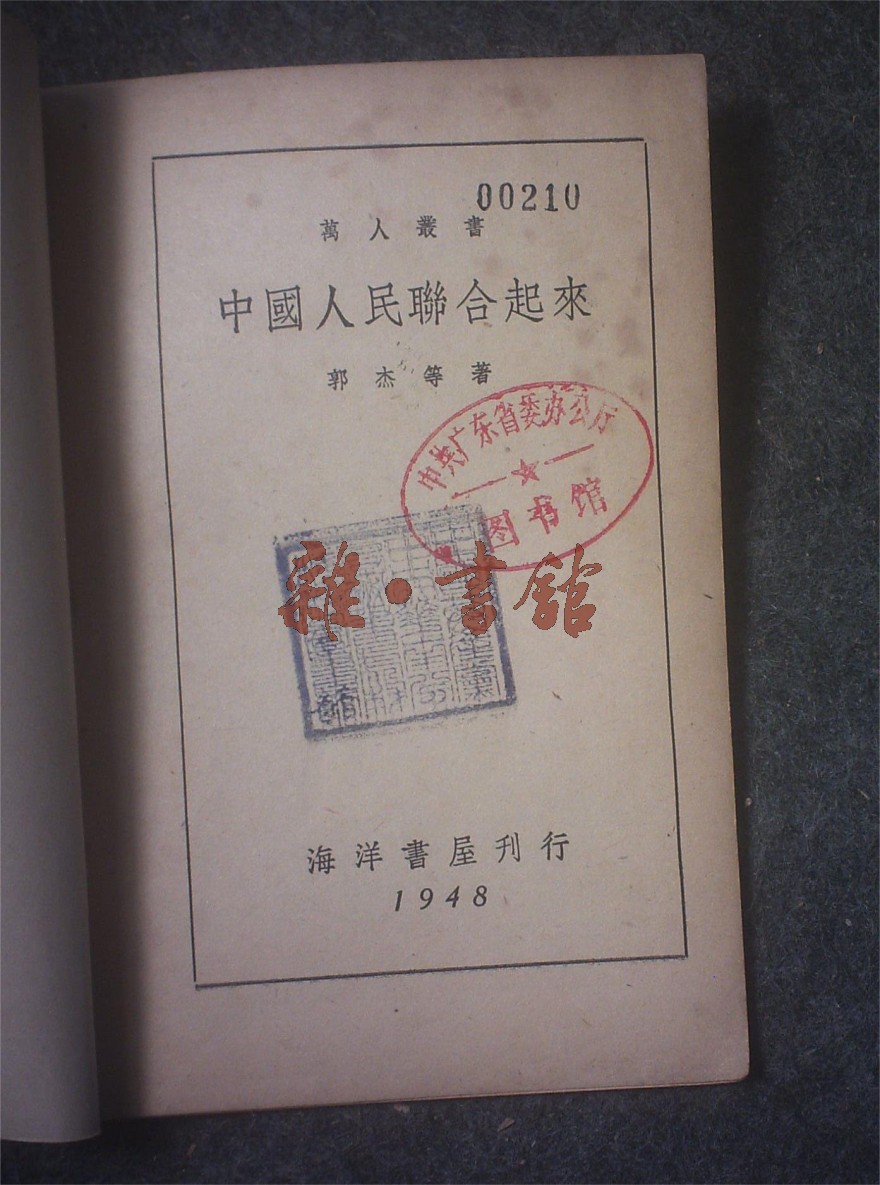 00210
萬人叢書
中國人民聯合起來
郭杰等著
中共广东省委办公厅
图书馆
雜·書館
海洋書屋刊行
1948